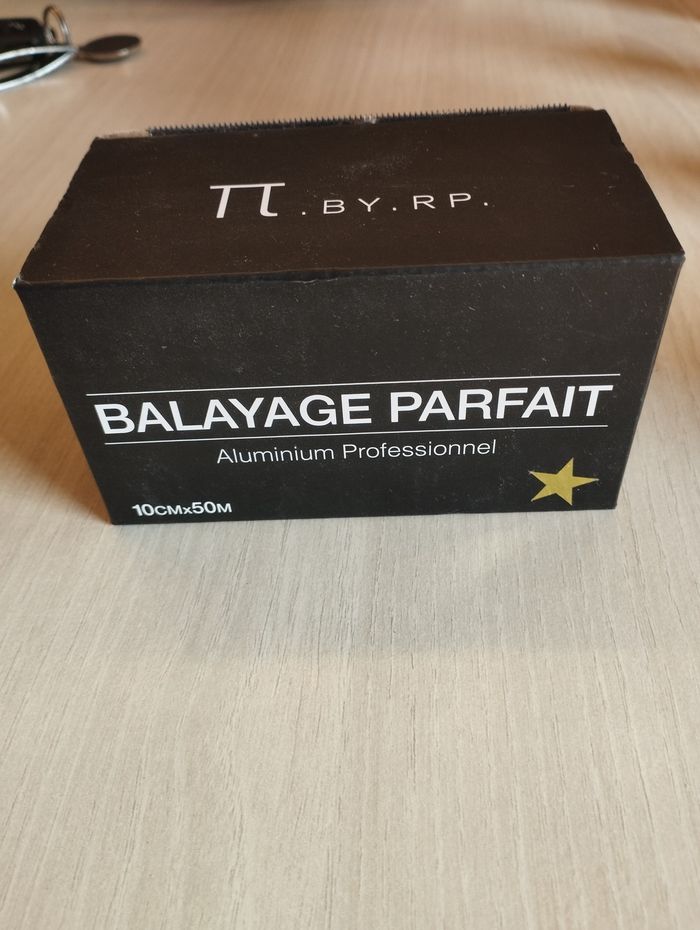 π.BY.RP.
BALAYAGE PARFAIT
Aluminium Professionnel
10CMx50M